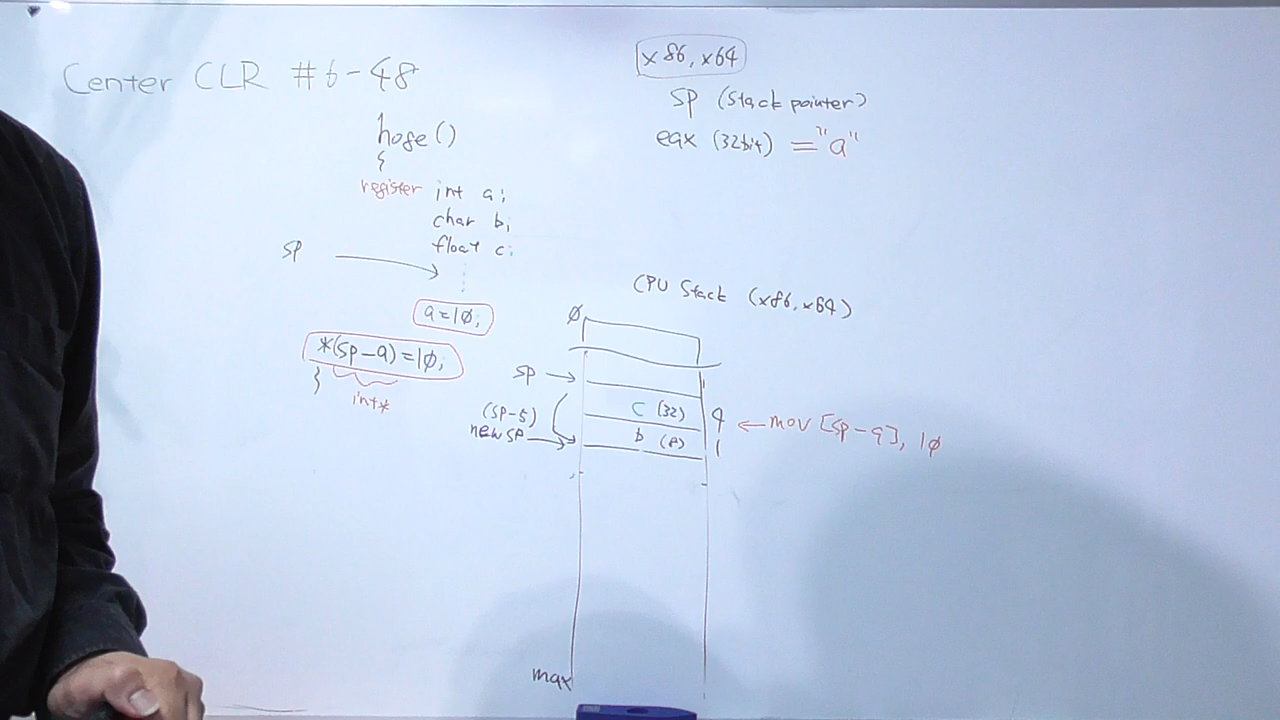 Center CLR #6-48
x86, x64
SP (Stack pointer)
eax (32bit) = "a"
hoge()
{
register int a;
char b;
float c;
SP
a=10;
*(SP-9)=10;
int*
}
CPU Stack (x86, x64)
0
SP
C (32) 4
(SP-5)
new SP
b (8) 1
mov [SP-9], 10
max